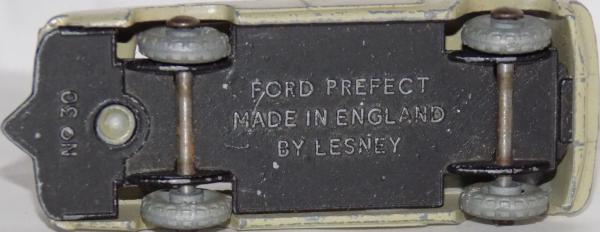 FORD PREFECT
MADE IN ENGLAND
BY LESNEY
Nº 30